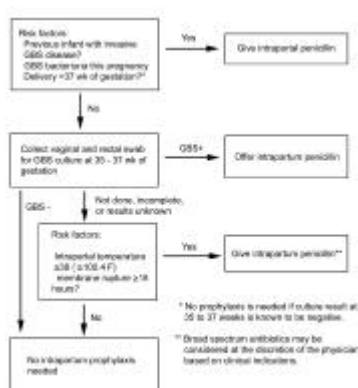 Risk factors
Previous infant with invasive
GBS disease?
GBS bacteriuria this pregnancy
Delivery <37 wk of gestation?*
Yes
Give intrapartal penicillin
No
Collect vaginal and rectal swab
for GBS culture at 35 - 37 wk of
gestation
GBS+
Offer intrapartum penicillin
GBS -
Not done, incomplete,
or results unknown
Risk factors:
Intrapartal temperature
≥38 (≥100.4 F)
membrane rupture ≥18
hours?
Yes
Give intrapartum penicillin**
No
No intrapartum prophylaxis
needed
* No prophylaxis is needed if culture result at
35 to 37 weeks is known to be negative.
** Broad spectrum antibiotics may be
considered at the discretion of the physician
based on clinical indications.